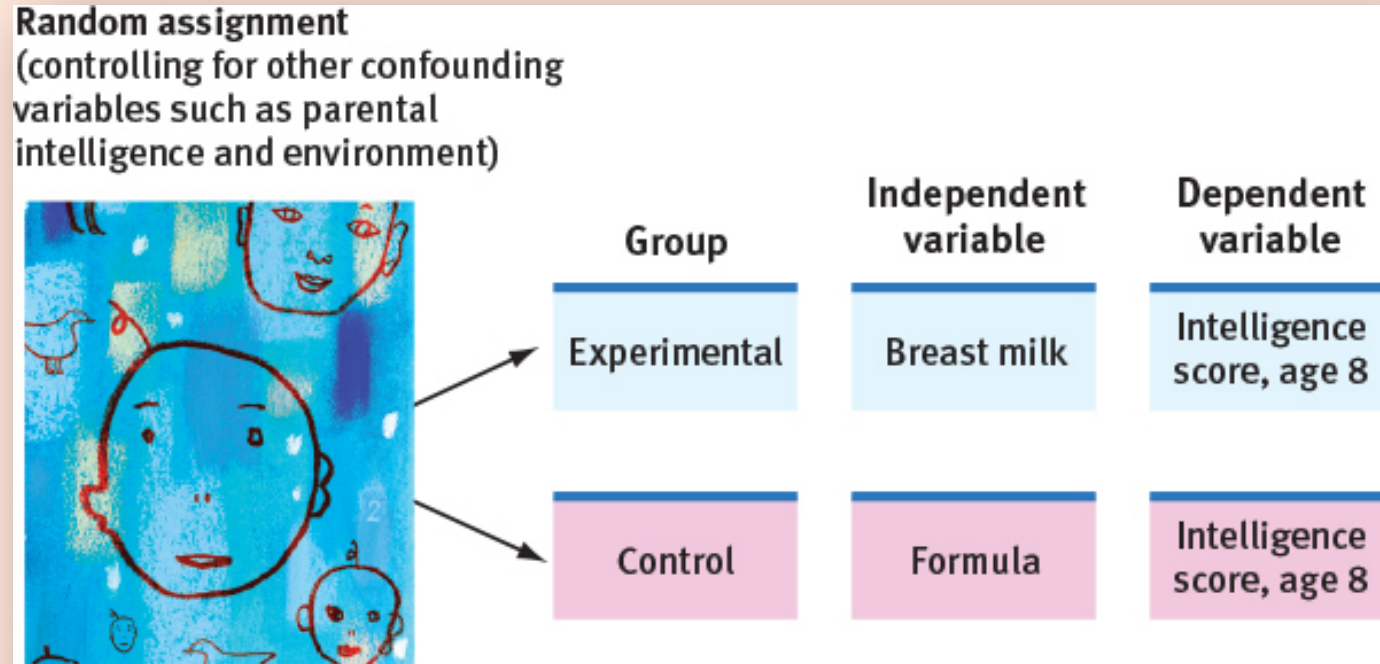 Random assignment
(controlling for other confounding
variables such as parental
intelligence and environment)
Group
Independent
variable
Dependent
variable
Experimental
Breast milk
Intelligence
score, age 8
Control
Formula
Intelligence
score, age 8
2